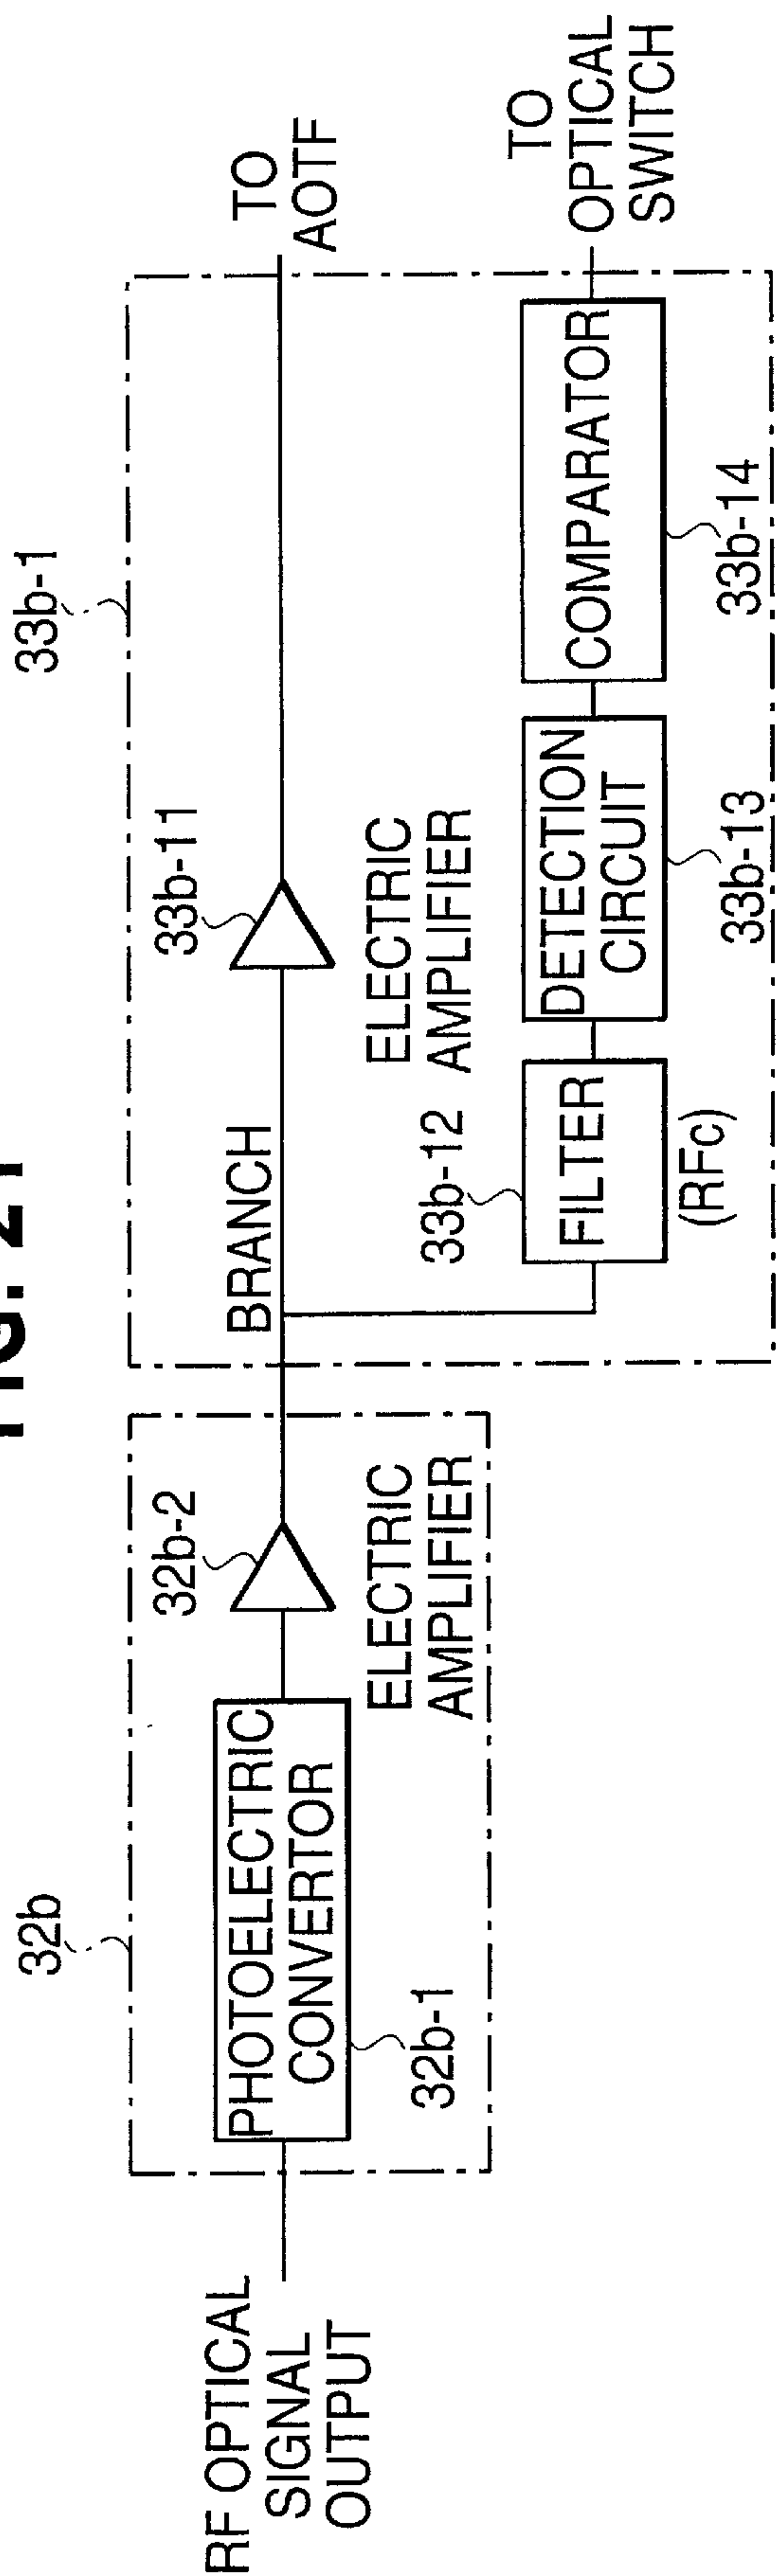 FIG. 21
RF OPTICAL
SIGNAL
OUTPUT
32b
PHOTOELECTRIC
CONVERTOR
32b-1
32b-2
ELECTRIC
AMPLIFIER
33b-1
BRANCH
33b-11
ELECTRIC
AMPLIFIER
TO
AOTF
33b-12
FILTER
(RFc)
DETECTION
CIRCUIT
33b-13
COMPARATOR
33b-14
TO
OPTICAL
SWITCH